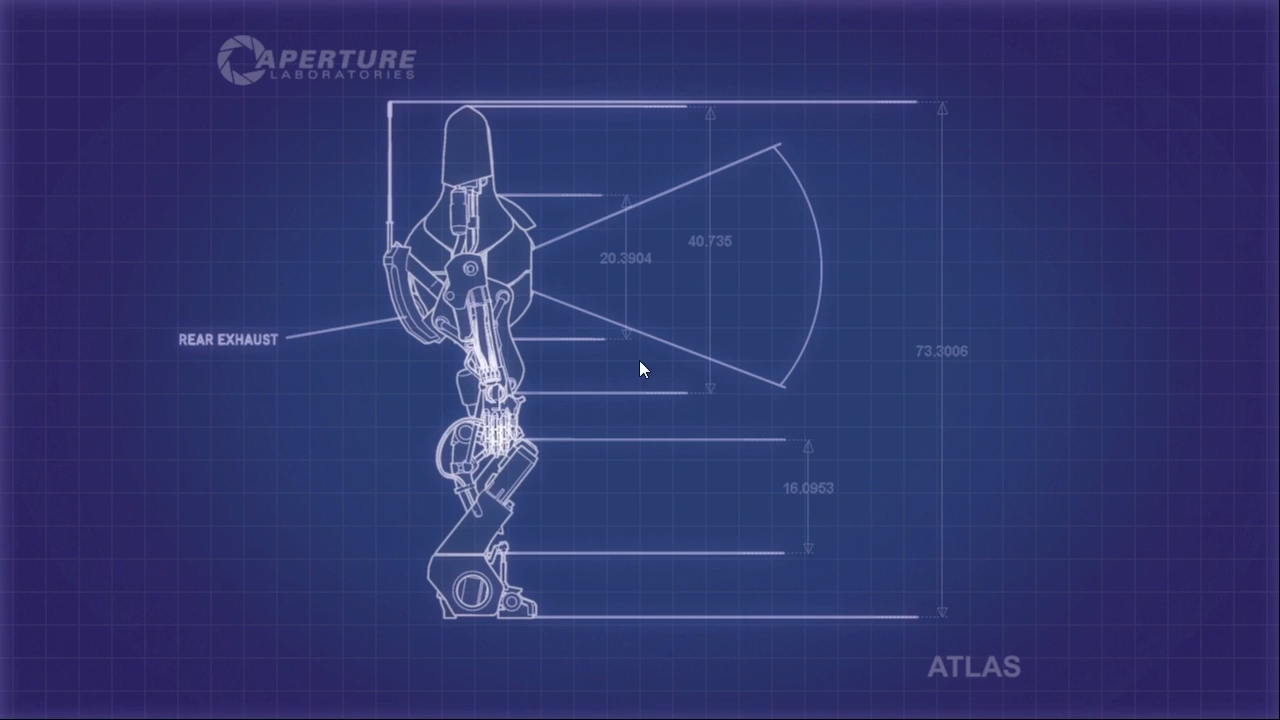 APERTURE
LABORATORIES
40.735
20.3904
REAR EXHAUST
73.3006
16.0953
ATLAS